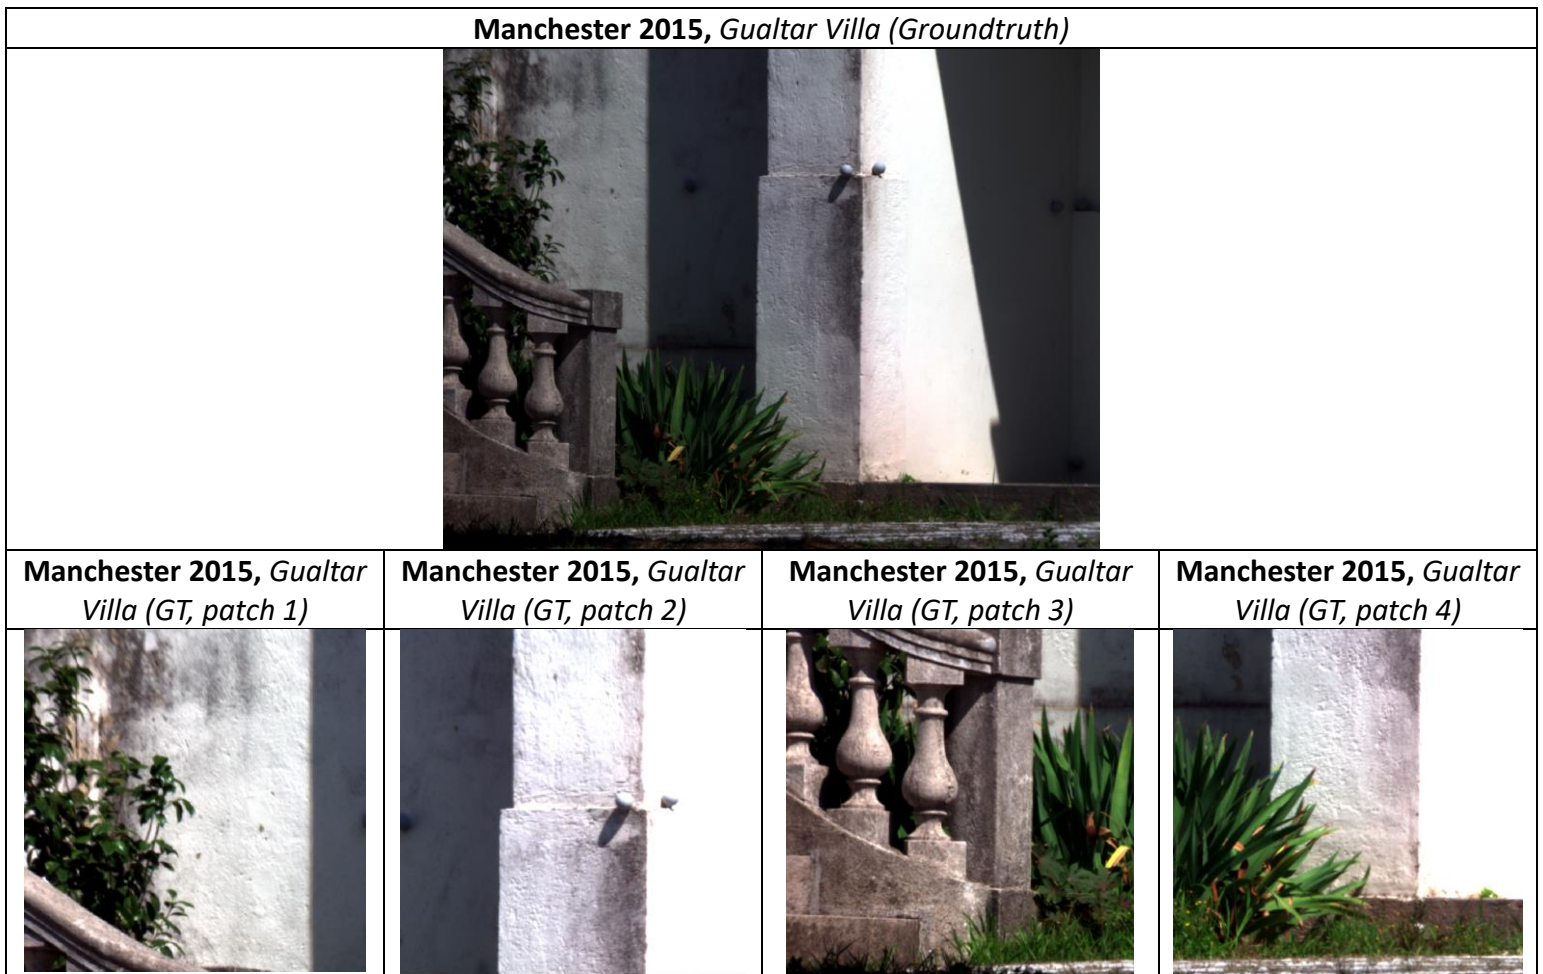 Manchester 2015, Gualtar Villa (Groundtruth)
Manchester 2015, Gualtar
Villa (GT, patch 1)
Manchester 2015, Gualtar
Villa (GT, patch 2)
Manchester 2015, Gualtar
Villa (GT, patch 3)
Manchester 2015, Gualtar
Villa (GT, patch 4)